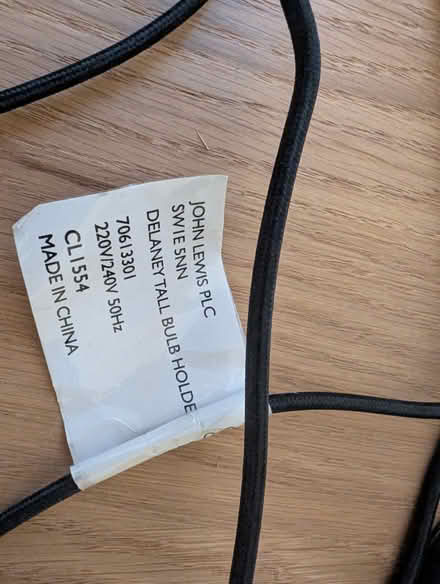 JOHN LEWIS PLC
SW1E 5NN
DELANEY TALL BULB HOLDE
70613301
220V/240V 50Hz
CL1554
MADE IN CHINA